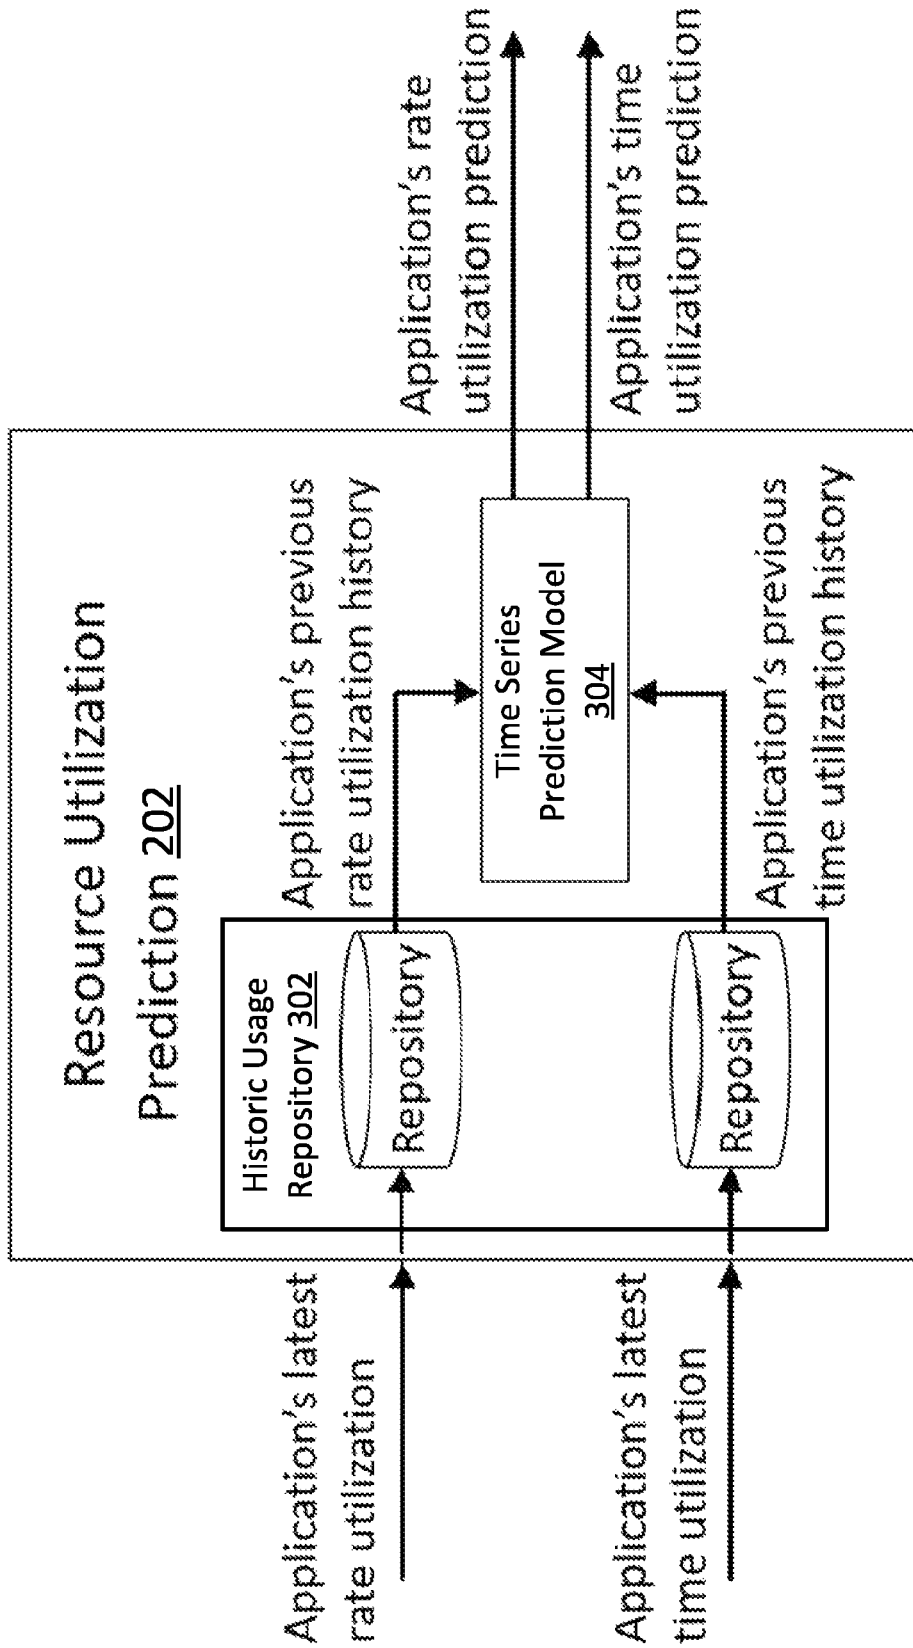 Resource Utilization
Prediction 202
Application's latest
rate utilization
Historic Usage
Repository 302
Repository
Application's previous
rate utilization history
Application's rate
utilization prediction
Time Series
Prediction Model
304
Application's time
utilization prediction
Application's latest
time utilization
Repository
Application's previous
time utilization history